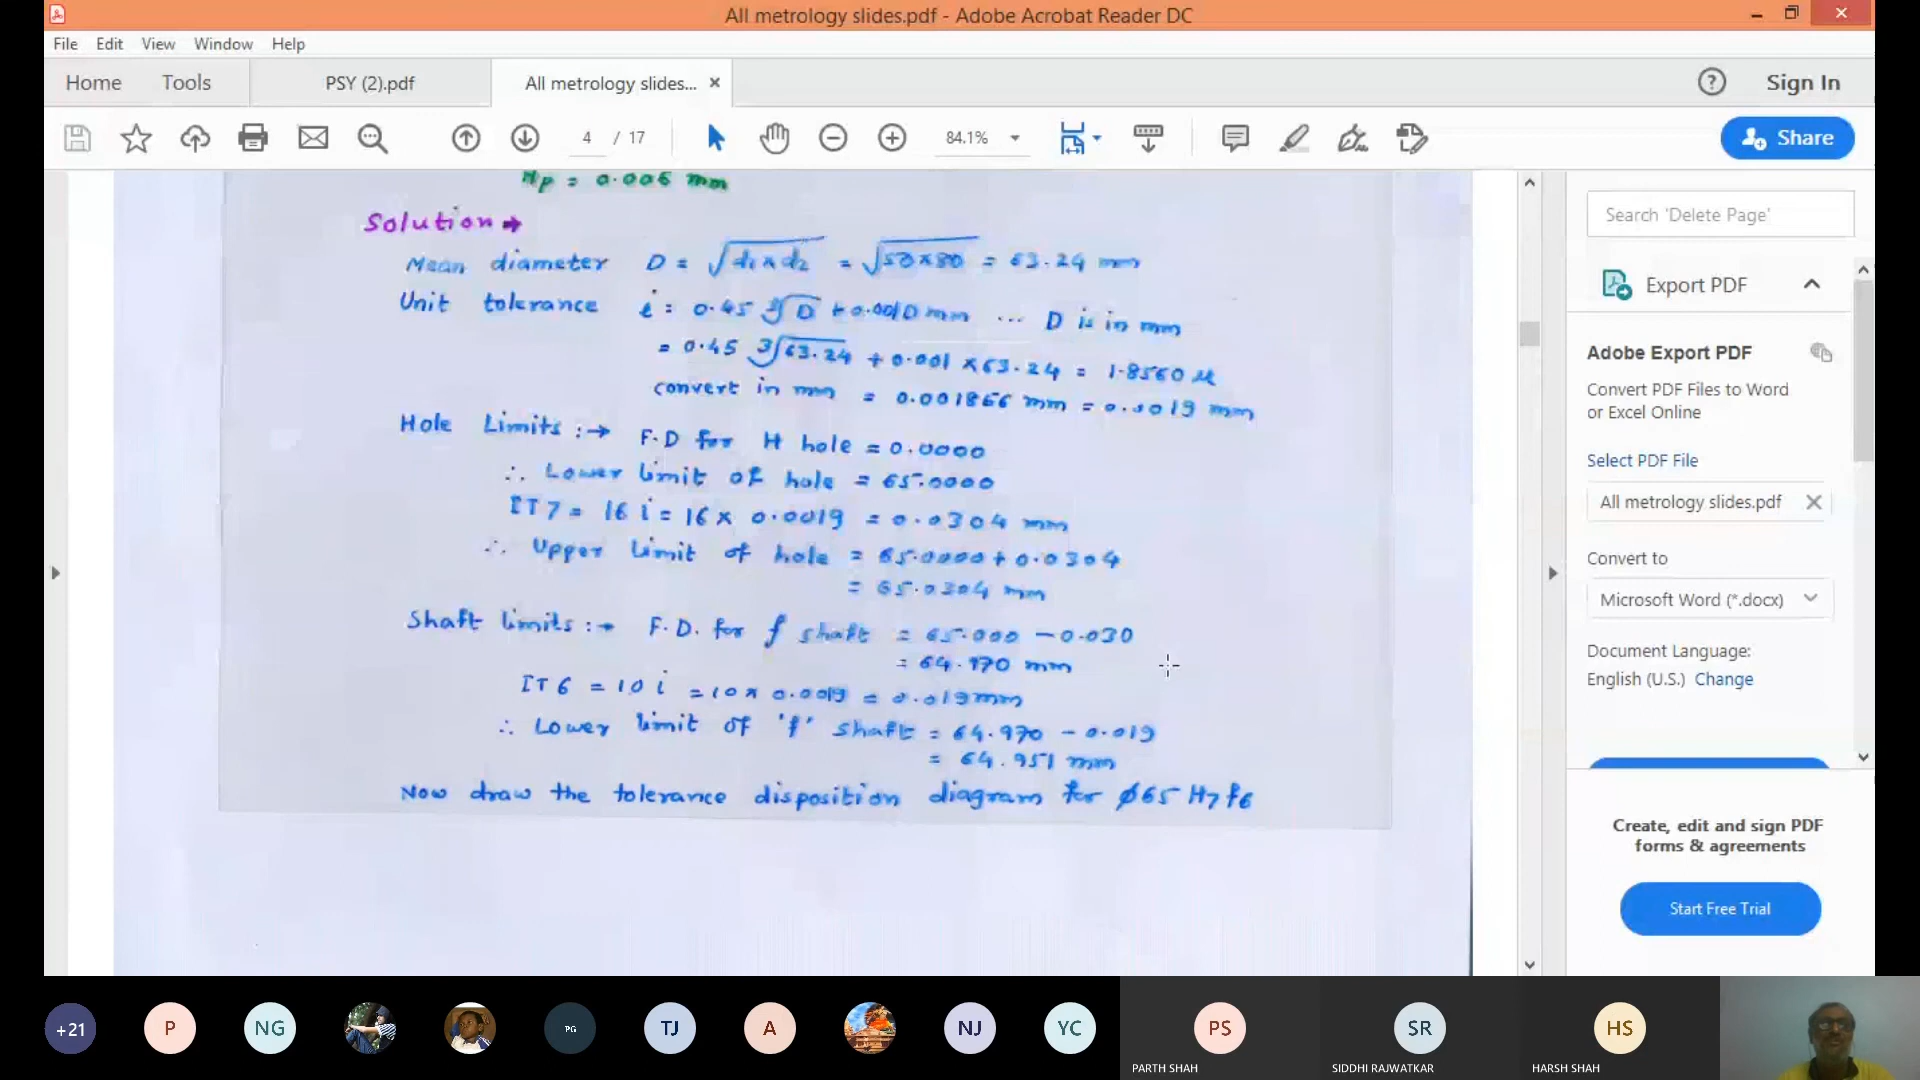 All metrology slides.pdf - Adobe Acrobat Reader DC
File Edit View Window Help
Home Tools PSY (2).pdf All metrology slides... × ? Sign In
4 / 17 84.1% Share
Hp = 0.006 mm
Solution →
Mean diameter D = √d1×d2 = √50×80 = 63.24 mm
Unit tolerance i = 0.45 ∛D + 0.001D mm ... D is in mm
= 0.45 3√63.24 + 0.001 × 63.24 = 1.8560 μ
convert in mm = 0.001866 mm = 0.0019 mm
Hole Limits :→ F.D for H hole = 0.0000
∴ Lower limit of hole = 65.0000
IT7 = 16 i = 16 × 0.0019 = 0.0304 mm
∴ Upper limit of hole = 65.0000 + 0.0304
= 65.0304 mm
Shaft limits :→ F.D. for f shaft = 65.000 − 0.030
= 64.970 mm
IT6 = 10 i = 10 × 0.0019 = 0.019 mm
∴ Lower limit of 'f' shaft = 64.970 − 0.019
= 64.951 mm
Now draw the tolerance disposition diagram for ϕ65 H7 f6
Search 'Delete Page'
Export PDF
Adobe Export PDF
Convert PDF Files to Word
or Excel Online
Select PDF File
All metrology slides.pdf ×
Convert to
Microsoft Word (*.docx)
Document Language:
English (U.S.) Change
Create, edit and sign PDF
forms & agreements
Start Free Trial
+21 P NG PG TJ A NJ YC PS SR HS
PARTH SHAH SIDDHI RAJWATKAR HARSH SHAH